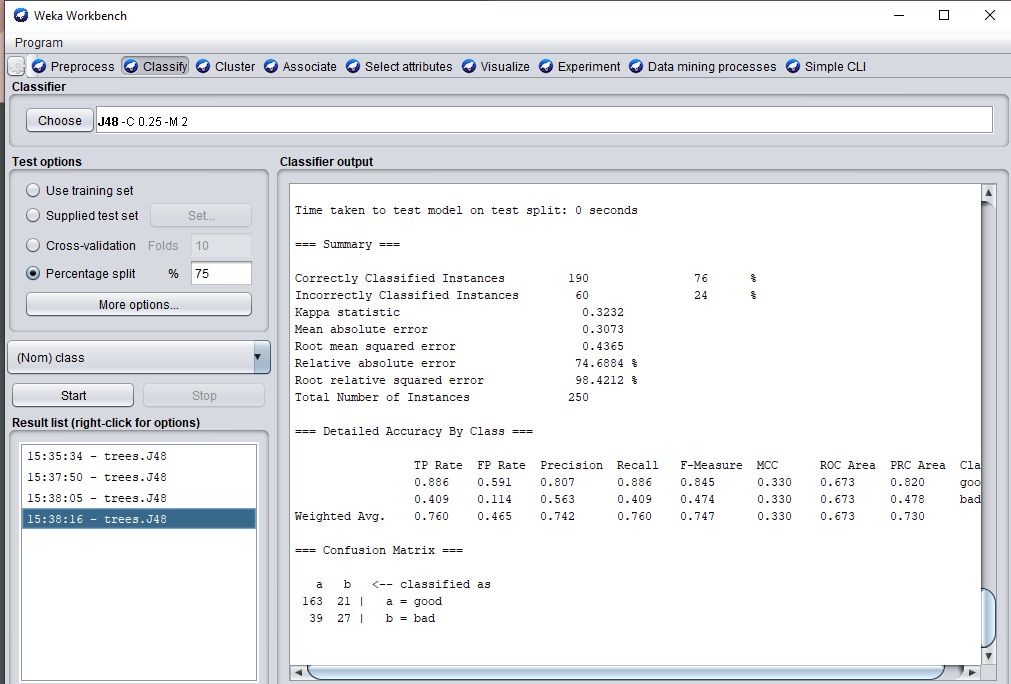 Weka Workbench
Program
Preprocess Classify Cluster Associate Select attributes Visualize Experiment Data mining processes Simple CLI
Classifier
Choose J48 -C 0.25 -M 2
Test options
Use training set
Supplied test set Set...
Cross-validation Folds 10
Percentage split % 75
More options...
(Nom) class
Start Stop
Result list (right-click for options)
15:35:34 - trees.J48
15:37:50 - trees.J48
15:38:05 - trees.J48
15:38:16 - trees.J48
Classifier output
Time taken to test model on test split: 0 seconds
=== Summary ===
Correctly Classified Instances 190 76 %
Incorrectly Classified Instances 60 24 %
Kappa statistic 0.3232
Mean absolute error 0.3073
Root mean squared error 0.4365
Relative absolute error 74.6884 %
Root relative squared error 98.4212 %
Total Number of Instances 250
=== Detailed Accuracy By Class ===
TP Rate FP Rate Precision Recall F-Measure MCC ROC Area PRC Area Cla
0.886 0.591 0.807 0.886 0.845 0.330 0.673 0.820 goo
0.409 0.114 0.563 0.409 0.474 0.330 0.673 0.478 bad
Weighted Avg. 0.760 0.465 0.742 0.760 0.747 0.330 0.673 0.730
=== Confusion Matrix ===
a b <-- classified as
163 21 | a = good
39 27 | b = bad